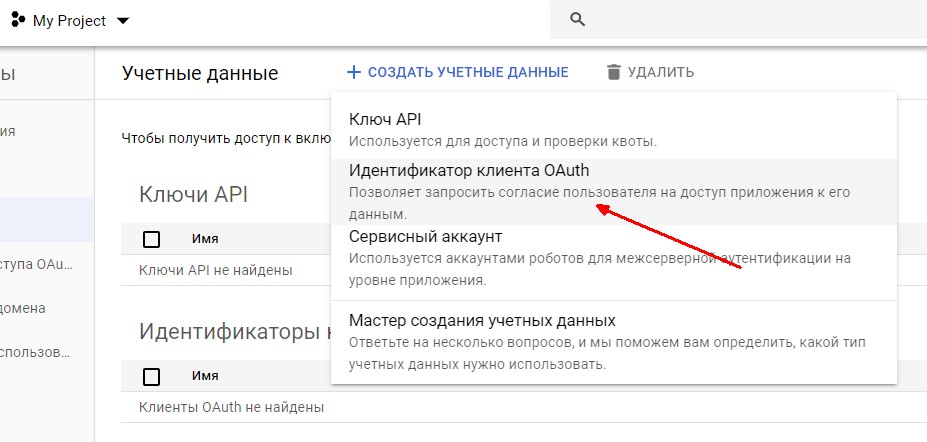 My Project
ы
Учетные данные
СОЗДАТЬ УЧЕТНЫЕ ДАННЫЕ
УДАЛИТЬ
ия
Чтобы получить доступ к вклю
Ключ API
Используется для доступа и проверки квоты.
Идентификатор клиента OAuth
Позволяет запросить согласие пользователя на доступ приложения к его
данным.
Сервисный аккаунт
Используется аккаунтами роботов для межсерверной аутентификации на
уровне приложения.
Мастер создания учетных данных
Ответьте на несколько вопросов, и мы поможем вам определить, какой тип
учетных данных нужно использовать.
Ключи API
Имя
ступа OAu...
Ключи API не найдены
домена
Идентификаторы
спользов...
Имя
Клиенты OAuth не найдены